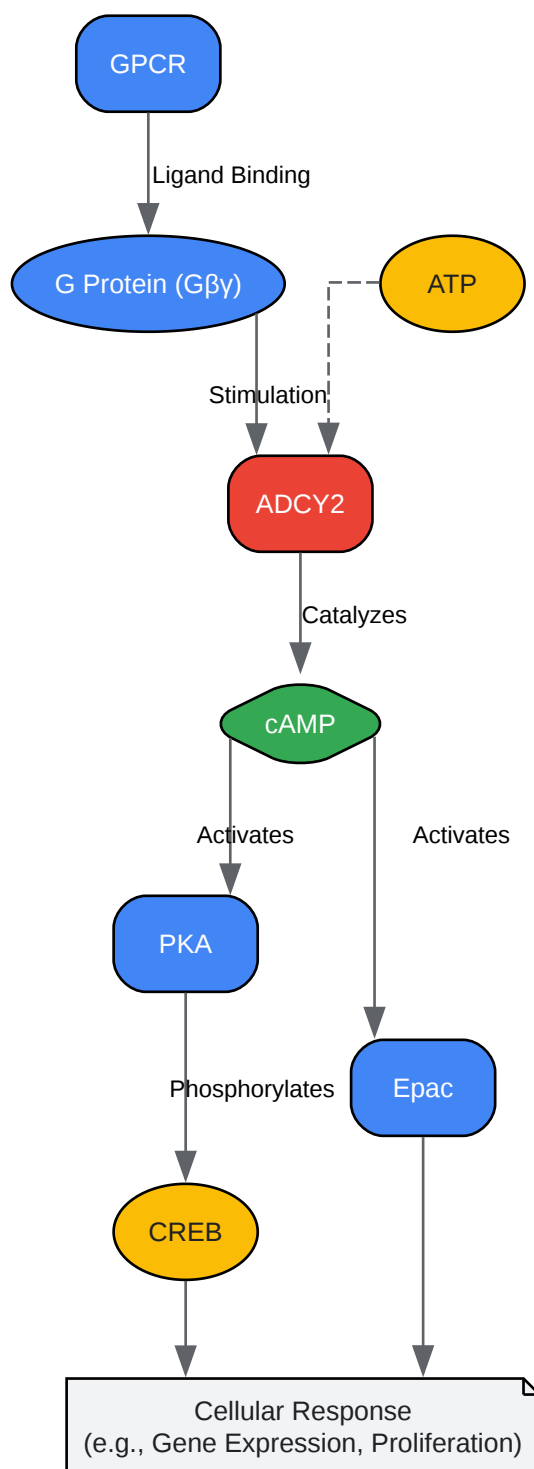 GPCR
Ligand Binding
G Protein (Gβγ)
ATP
Stimulation
ADCY2
Catalyzes
cAMP
Activates
Activates
PKA
Phosphorylates
Epac
CREB
Cellular Response
(e.g., Gene Expression, Proliferation)